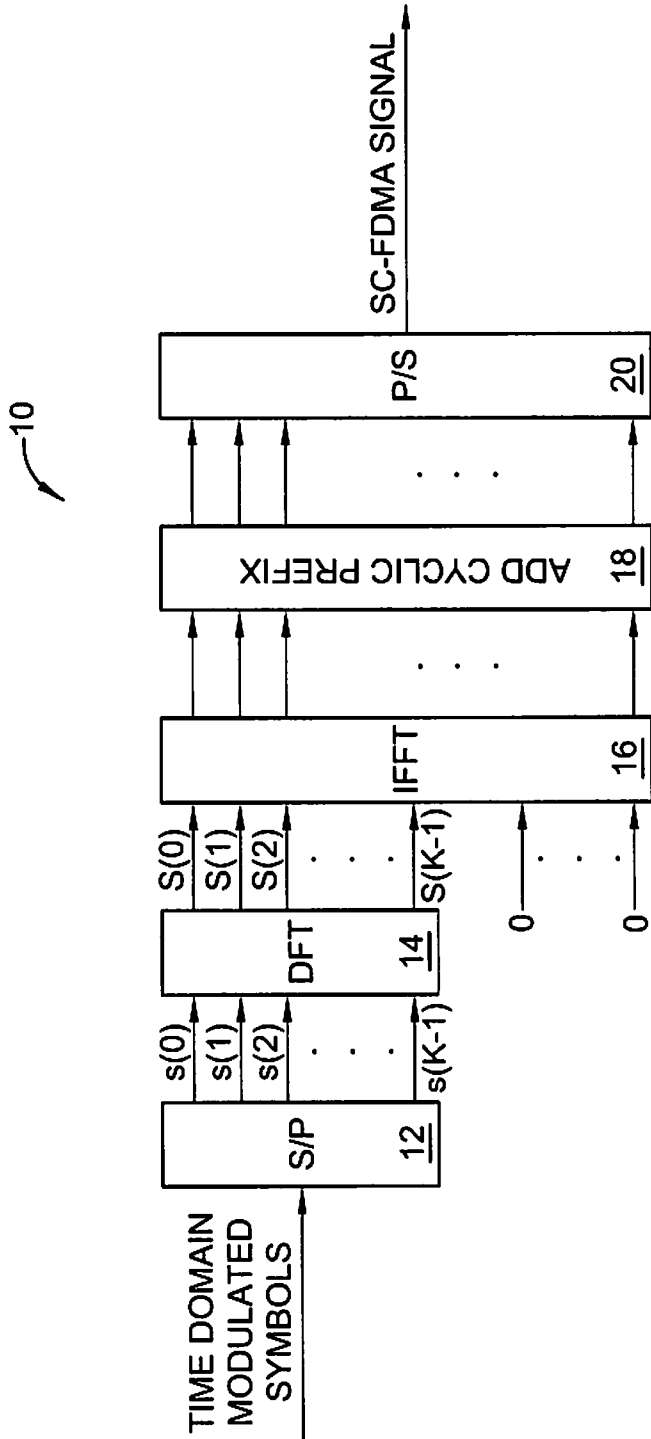 10
TIME DOMAIN
MODULATED
SYMBOLS
S/P
12
s(0)
s(1)
s(2)
. . .
s(K-1)
DFT
14
S(0)
S(1)
S(2)
. . .
S(K-1)
0
. . .
0
IFFT
16
. . .
ADD CYCLIC PREFIX
18
. . .
P/S
20
SC-FDMA SIGNAL